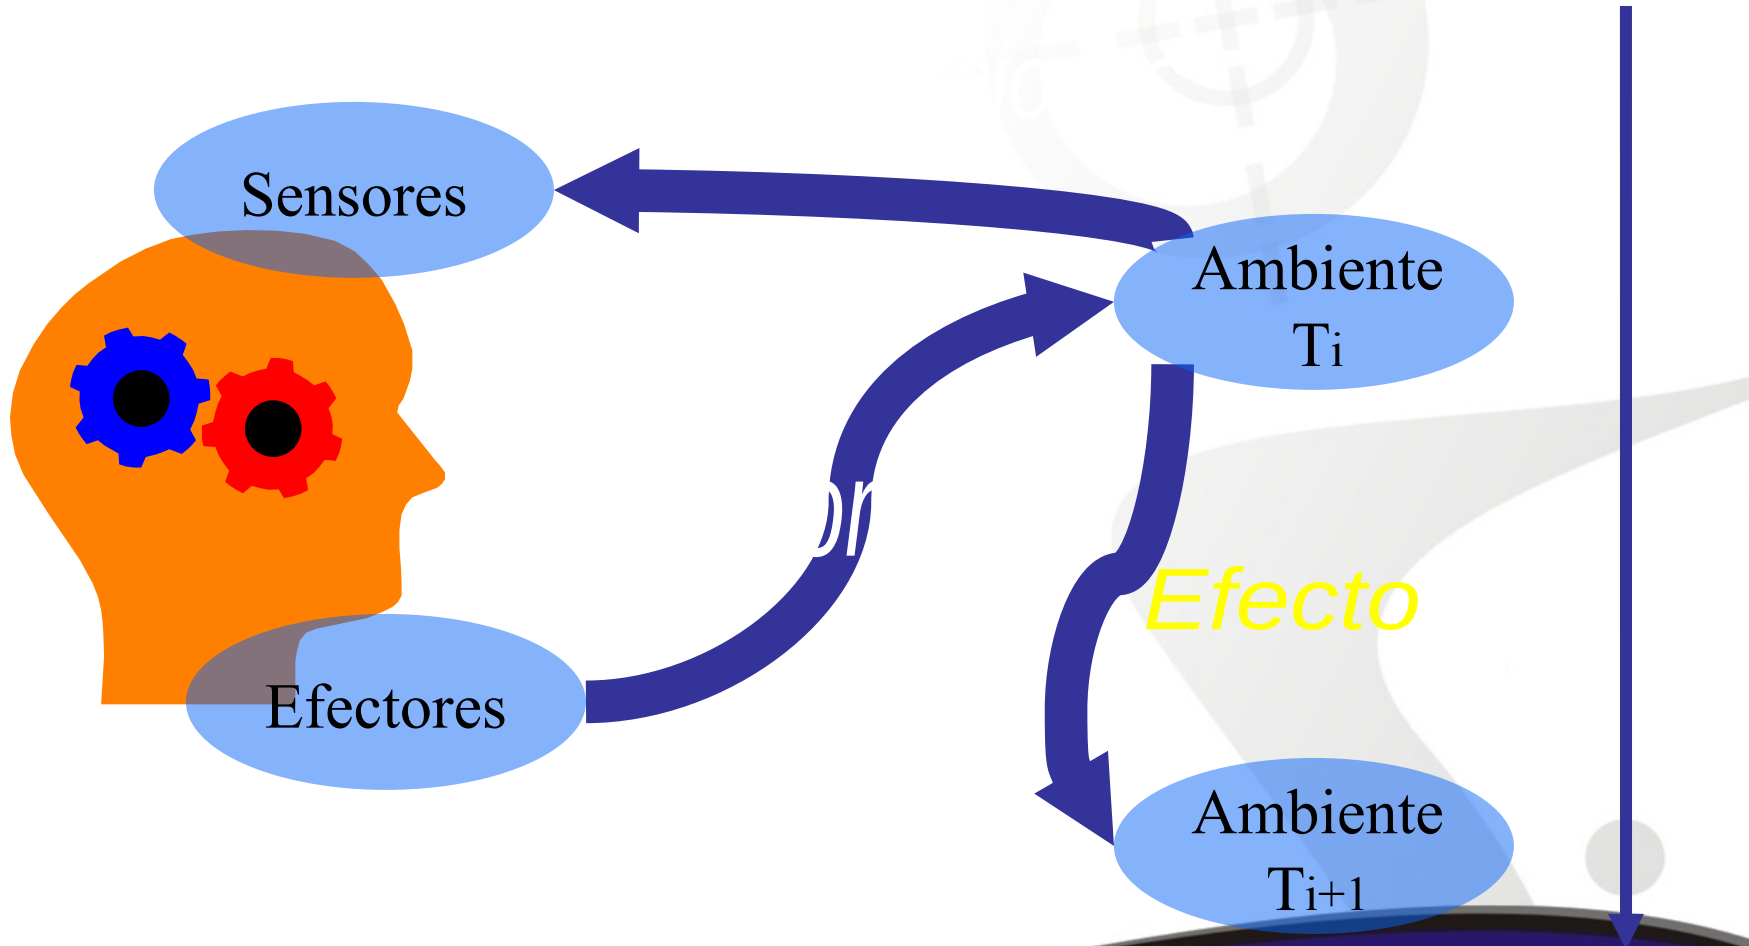 Sensores
Ambiente
Ti
Efecto
Efectores
Ambiente
Ti+1